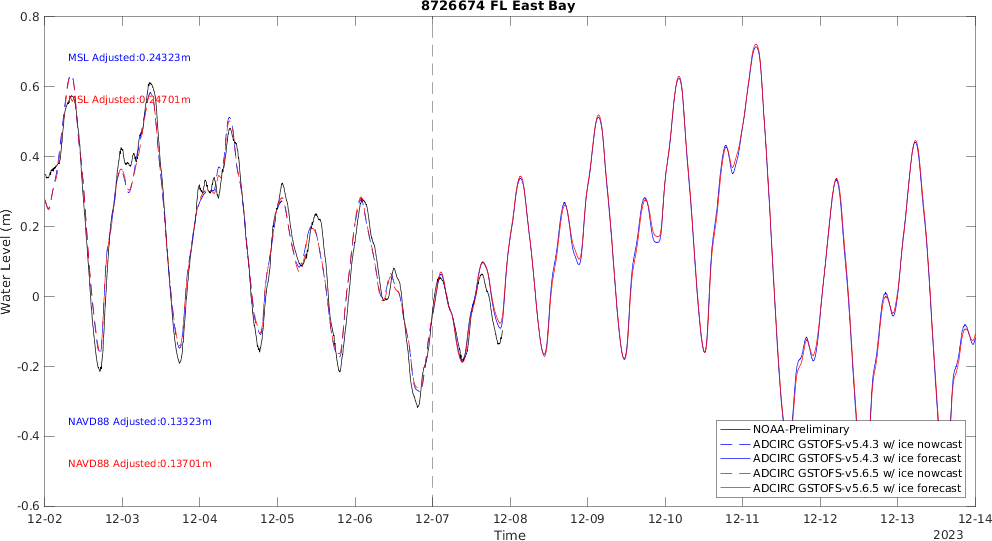 8726674 FL East Bay
0.8
0.6
0.4
0.2
0
-0.2
-0.4
-0.6
Water Level (m)
MSL Adjusted:0.24323m
MSL Adjusted:0.24701m
NAVD88 Adjusted:0.13323m
NAVD88 Adjusted:0.13701m
NOAA-Preliminary
ADCIRC GSTOFS-v5.4.3 w/ ice nowcast
ADCIRC GSTOFS-v5.4.3 w/ ice forecast
ADCIRC GSTOFS-v5.6.5 w/ ice nowcast
ADCIRC GSTOFS-v5.6.5 w/ ice forecast
12-02 12-03 12-04 12-05 12-06 12-07 12-08 12-09 12-10 12-11 12-12 12-13 12-14
Time
2023